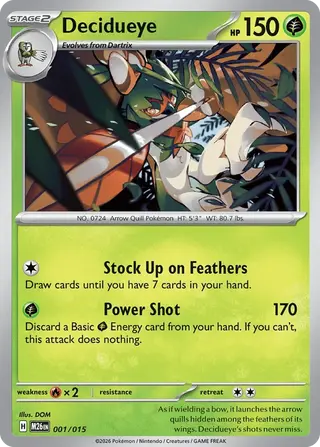 STAGE2
Decidueye
HP 150
Evolves from Dartrix
NO. 0724 Arrow Quill Pokémon HT: 5'3" WT: 80.7 lbs.
Stock Up on Feathers
Draw cards until you have 7 cards in your hand.
Power Shot 170
Discard a Basic Energy card from your hand. If you can't,
this attack does nothing.
weakness ×2 resistance retreat
Illus. DOM
As if wielding a bow, it launches the arrow
quills hidden among the feathers of its
wings. Decidueye's shots never miss.
H M26 EN 001/015
©2026 Pokémon / Nintendo / Creatures / GAME FREAK